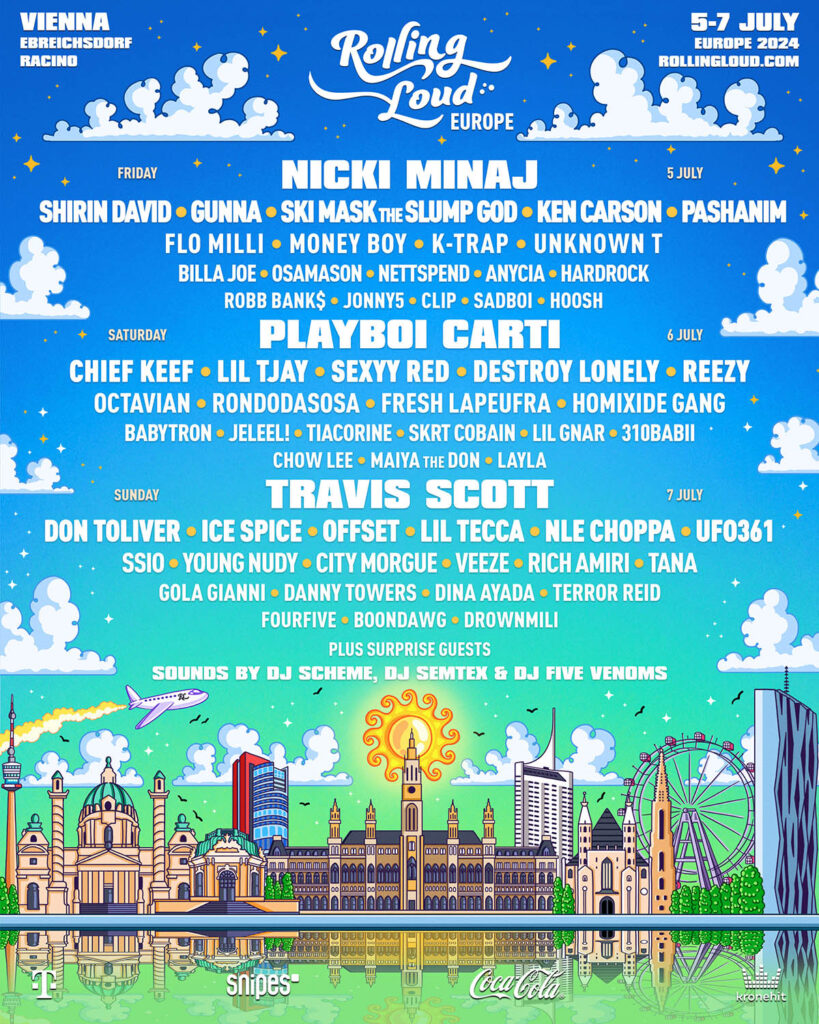 VIENNA
EBREICHSDORF
RACINO
5-7 JULY
EUROPE 2024
ROLLINGLOUD.COM
Rolling
Loud
EUROPE
FRIDAY
NICKI MINAJ
5 JULY
SHIRIN DAVID • GUNNA • SKI MASK THE SLUMP GOD • KEN CARSON • PASHANIM
FLO MILLI • MONEY BOY • K-TRAP • UNKNOWN T
BILLA JOE • OSAMASON • NETTSPEND • ANYCIA • HARDROCK
ROBB BANK$ • JONNY5 • CLIP • SADBOI • HOOSH
SATURDAY
PLAYBOI CARTI
6 JULY
CHIEF KEEF • LIL TJAY • SEXYY RED • DESTROY LONELY • REEZY
OCTAVIAN • RONDODASOSA • FRESH LAPEUFRA • HOMIXIDE GANG
BABYTRON • JELEEL! • TIACORINE • SKRT COBAIN • LIL GNAR • 310BABII
CHOW LEE • MAIYA THE DON • LAYLA
SUNDAY
TRAVIS SCOTT
7 JULY
DON TOLIVER • ICE SPICE • OFFSET • LIL TECCA • NLE CHOPPA • UFO361
SSIO • YOUNG NUDY • CITY MORGUE • VEEZE • RICH AMIRI • TANA
GOLA GIANNI • DANNY TOWERS • DINA AYADA • TERROR REID
FOURFIVE • BOONDAWG • DROWNMILI
PLUS SURPRISE GUESTS
SOUNDS BY DJ SCHEME, DJ SEMTEX & DJ FIVE VENOMS
T
snipes
Coca-Cola
kronehit